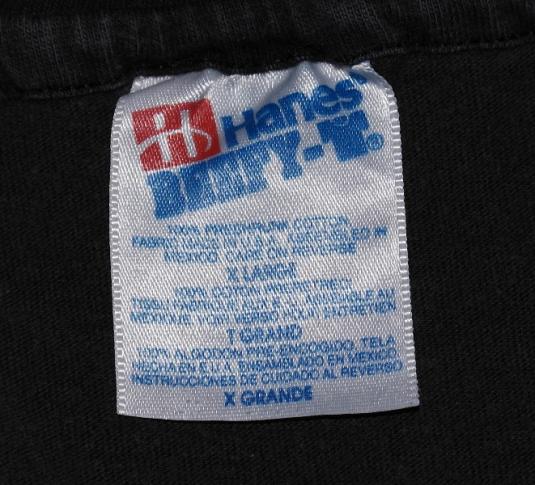 Hanes®
BEEFY-T®
100% PRESHRUNK COTTON
FABRIC MADE IN U.S.A. ASSEMBLED IN
MEXICO. CARE ON REVERSE
X LARGE
100% COTON PRERETRECI
TISSU FABRIQUE AUX E.U. ASSEMBLE AU
MEXIQUE. VOIR VERSO POUR ENTRETIEN
T GRAND
100% ALGODON PRE-ENCOGIDO. TELA
HECHA EN E.U.A. ENSAMBLADO EN MEXICO.
INSTRUCCIONES DE CUIDADO AL REVERSO
X GRANDE